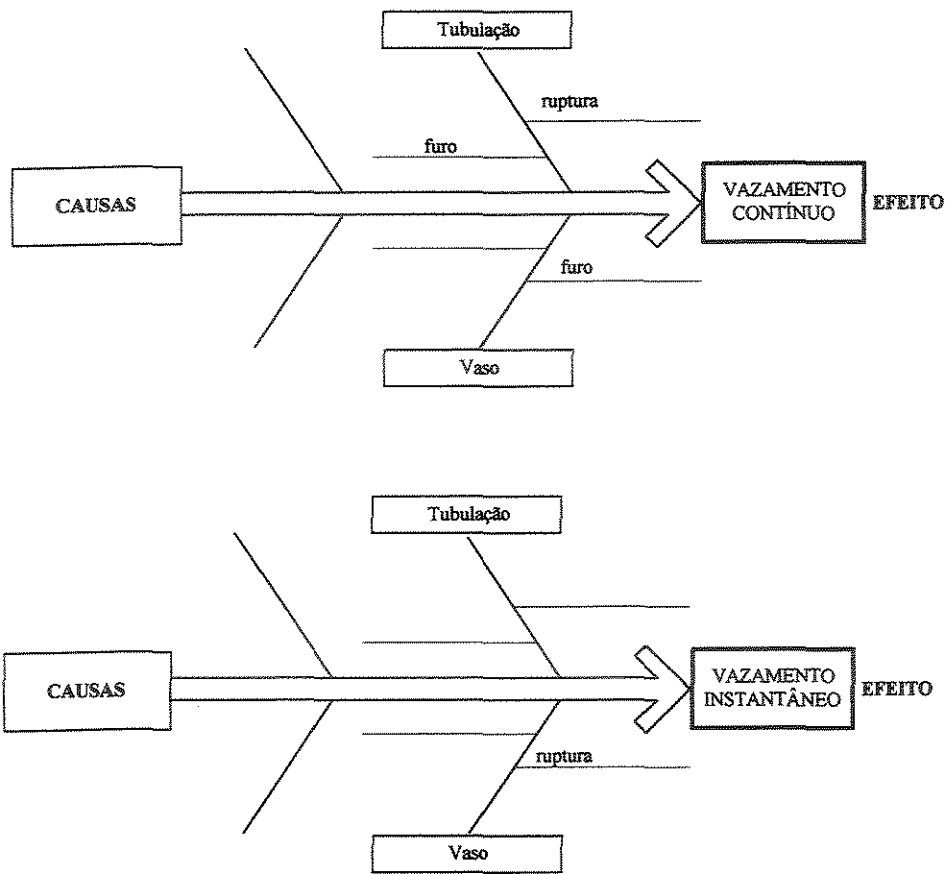 Tubulação
ruptura
furo
CAUSAS
VAZAMENTO
CONTÍNUO
EFEITO
furo
Vaso
Tubulação
CAUSAS
VAZAMENTO
INSTANTÂNEO
EFEITO
ruptura
Vaso